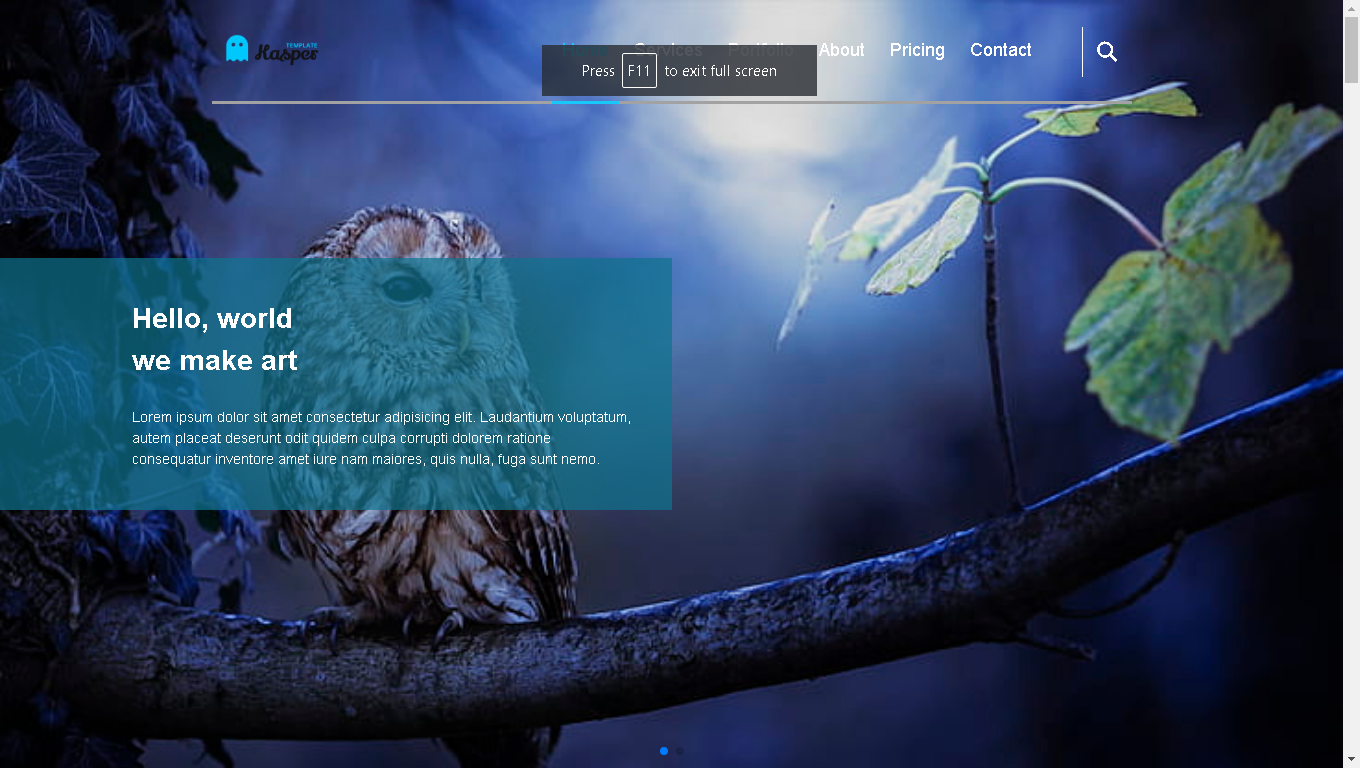 TEMPLATE
Kasper
Home Services Portfolio About Pricing Contact
Press F11 to exit full screen
Hello, world
we make art
Lorem ipsum dolor sit amet consectetur adipisicing elit. Laudantium voluptatum,
autem placeat deserunt odit quidem culpa corrupti dolorem ratione
consequatur inventore amet iure nam maiores, quis nulla, fuga sunt nemo.